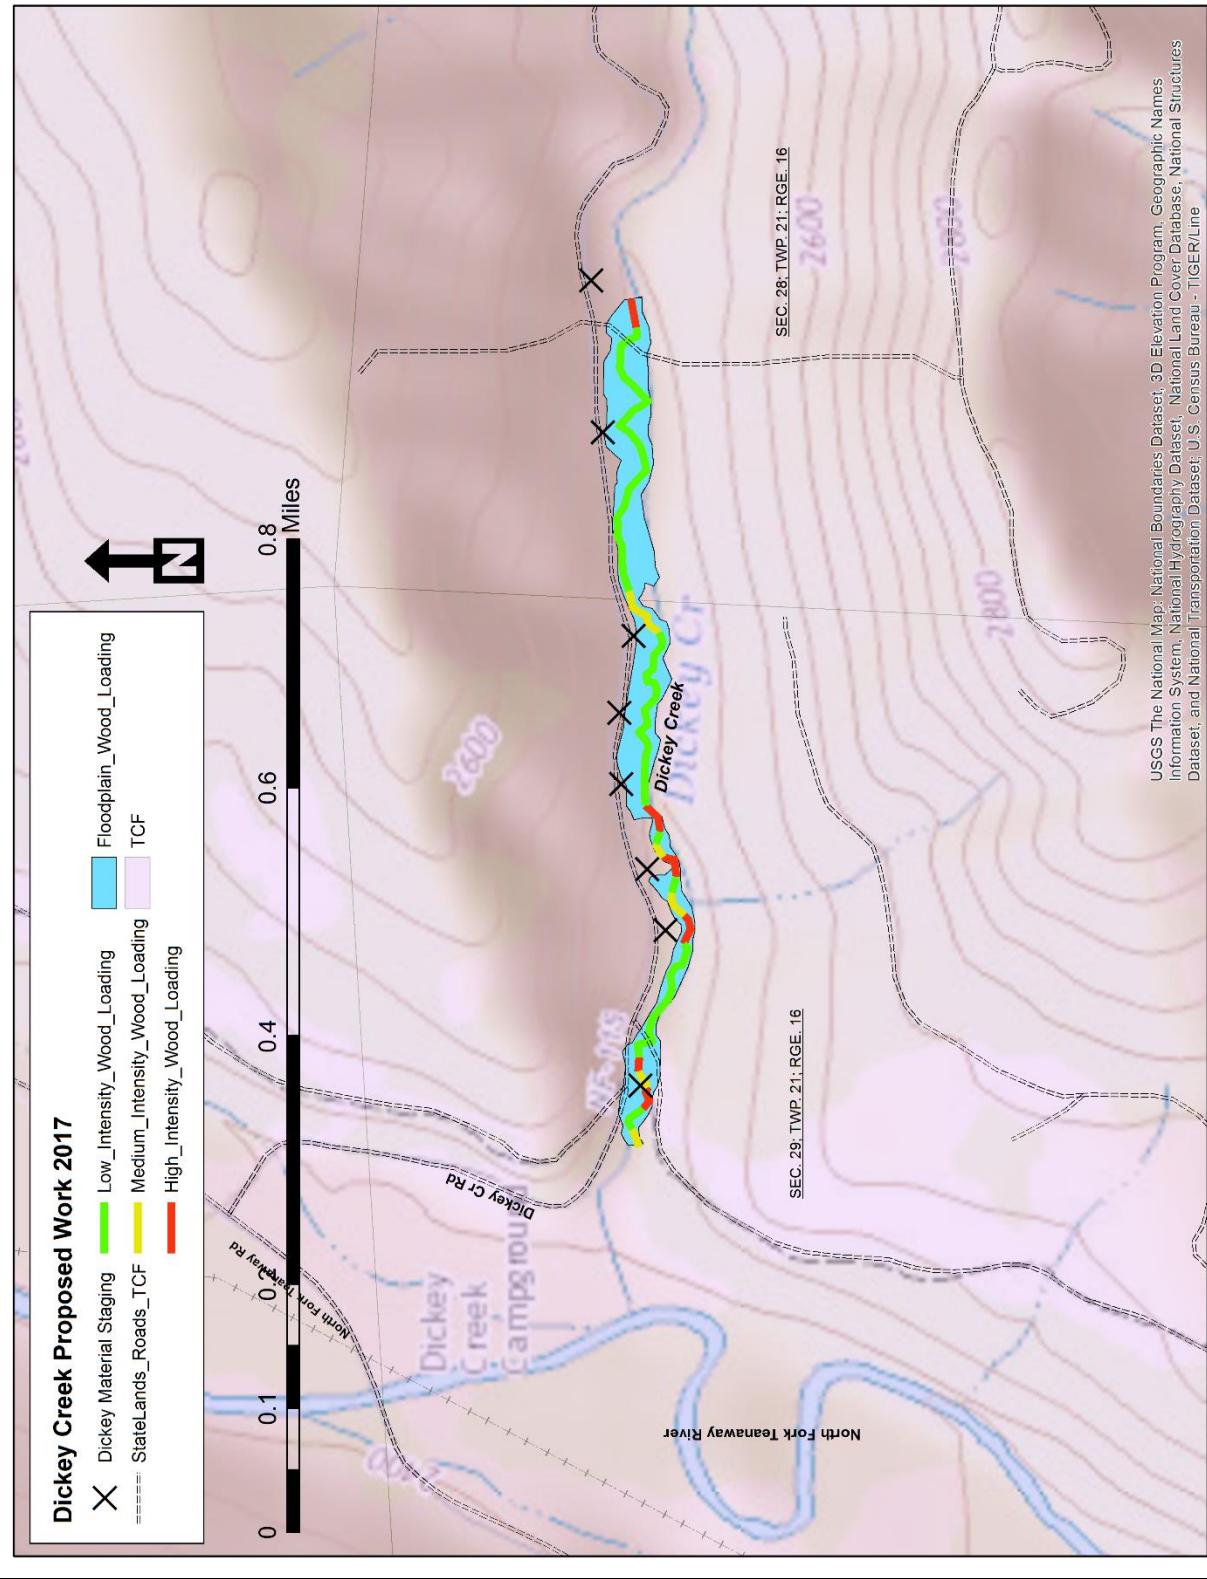 Dickey Creek Proposed Work 2017
Dickey Material Staging
StateLands_Roads_TCF
Low_Intensity_Wood_Loading
Medium_Intensity_Wood_Loading
High_Intensity_Wood_Loading
Floodplain_Wood_Loading
TCF
N
0 0.1 0.2 0.4 0.6 0.8
Miles
North Fork Teanaway Rd
Dickey Cr Rd
Dickey
Creek
Campground
2600
Dickey Creek
Dickey Cr
North Fork Teanaway River
SEC. 29; TWP. 21; RGE. 16
SEC. 28; TWP. 21; RGE. 16
2600
2800
2800
USGS The National Map: National Boundaries Dataset, 3D Elevation Program, Geographic Names
Information System, National Hydrography Dataset, National Land Cover Database, National Structures
Dataset, and National Transportation Dataset; U.S. Census Bureau - TIGER/Line